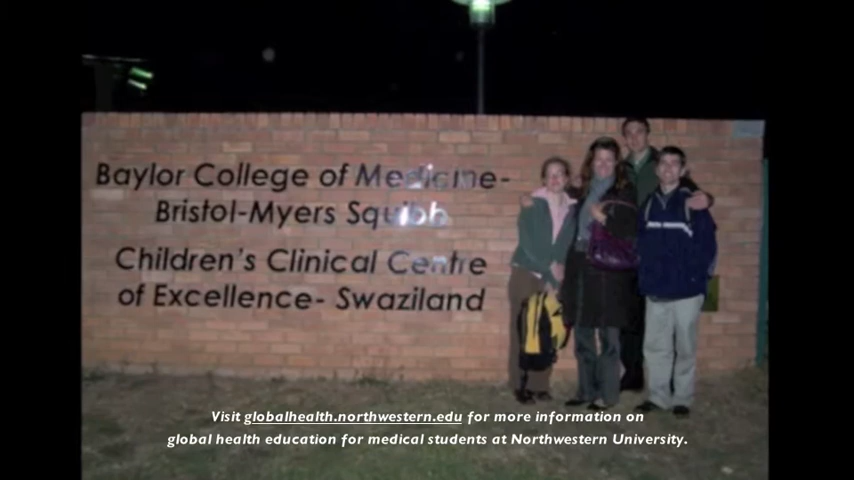 Baylor College of Medicine-
Bristol-Myers Squibb
Children's Clinical Centre
of Excellence- Swaziland
Visit globalhealth.northwestern.edu for more information on
global health education for medical students at Northwestern University.